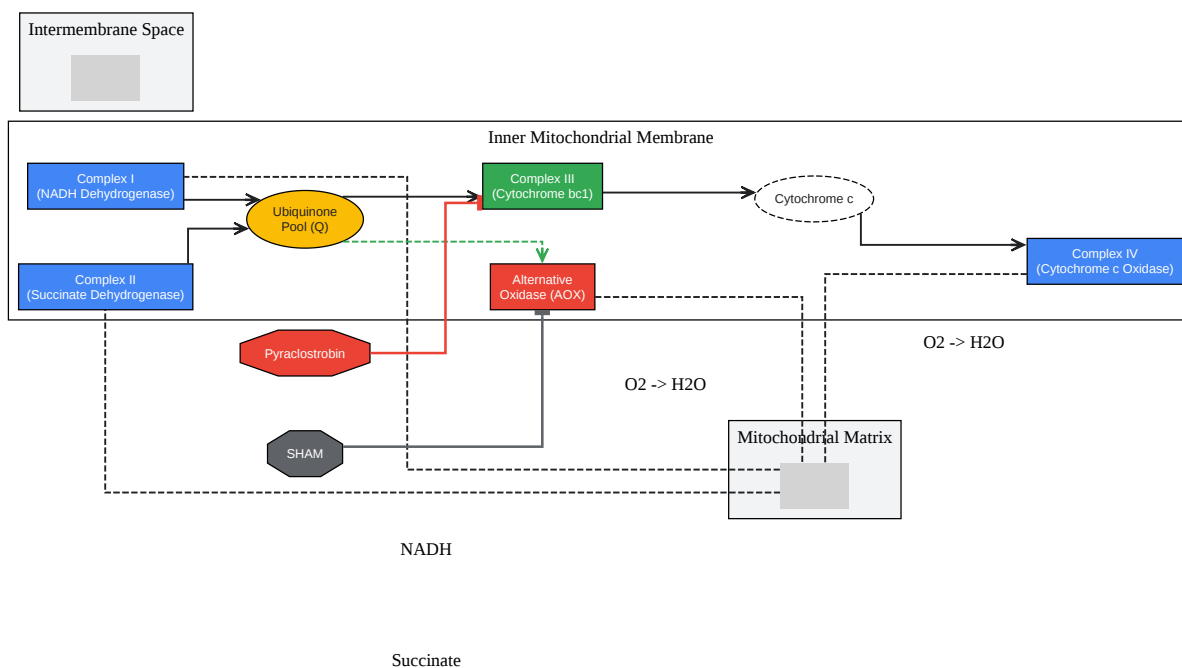 Intermembrane Space
Inner Mitochondrial Membrane
Complex I
(NADH Dehydrogenase)
Complex III
(Cytochrome bc1)
Cytochrome c
Ubiquinone
Pool (Q)
Complex II
(Succinate Dehydrogenase)
Alternative
Oxidase (AOX)
Complex IV
(Cytochrome c Oxidase)
Pyraclostrobin
O2 -> H2O
O2 -> H2O
Mitochondrial Matrix
SHAM
NADH
Succinate